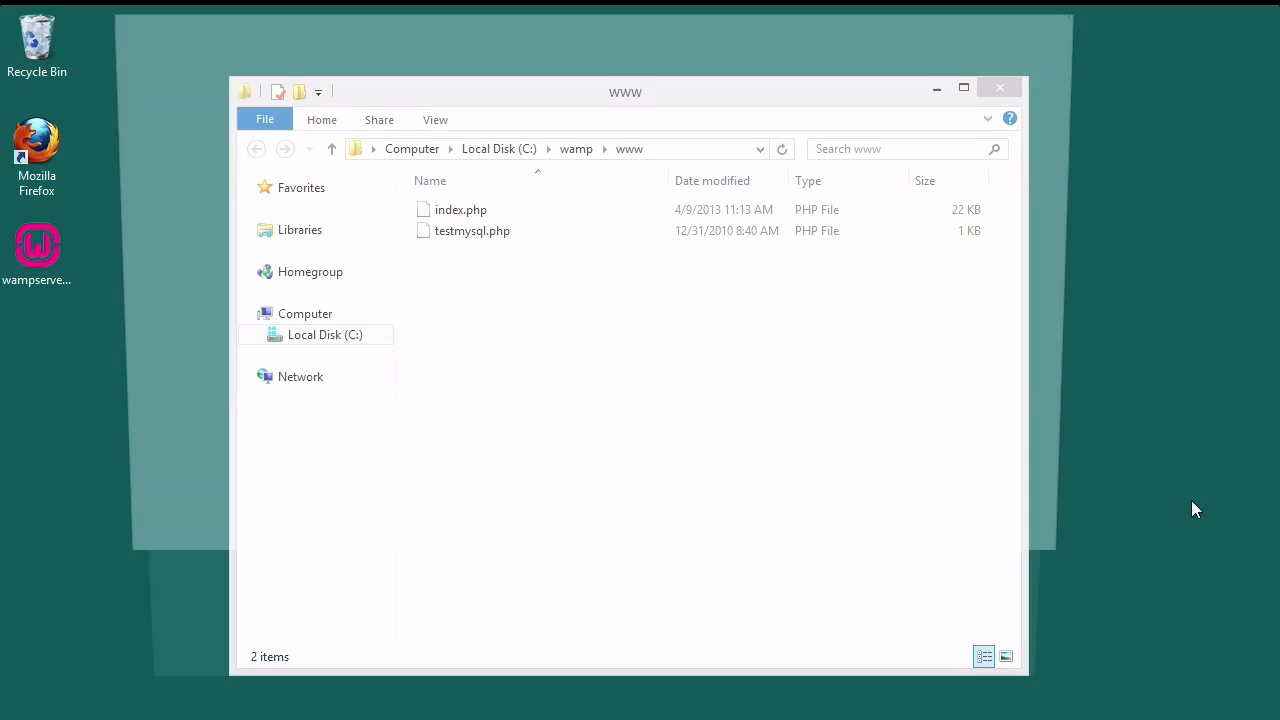 Recycle Bin
Mozilla
Firefox
wampserve...
www
File
Home
Share
View
Computer
Local Disk (C:)
wamp
www
Search www
Name
Date modified
Type
Size
index.php
4/9/2013 11:13 AM
PHP File
22 KB
testmysql.php
12/31/2010 8:40 AM
PHP File
1 KB
Favorites
Libraries
Homegroup
Computer
Local Disk (C:)
Network
2 items